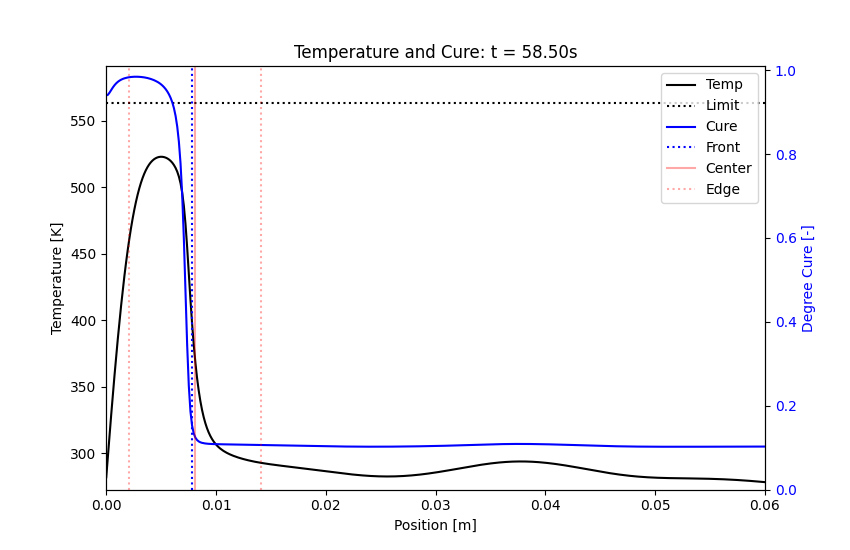 Temperature and Cure: t = 58.50s
Temperature [K]
550
500
450
400
350
300
1.0
0.8
0.6
0.4
0.2
0.0
Degree Cure [-]
Temp
Limit
Cure
Front
Center
Edge
0.00
0.01
0.02
0.03
0.04
0.05
0.06
Position [m]